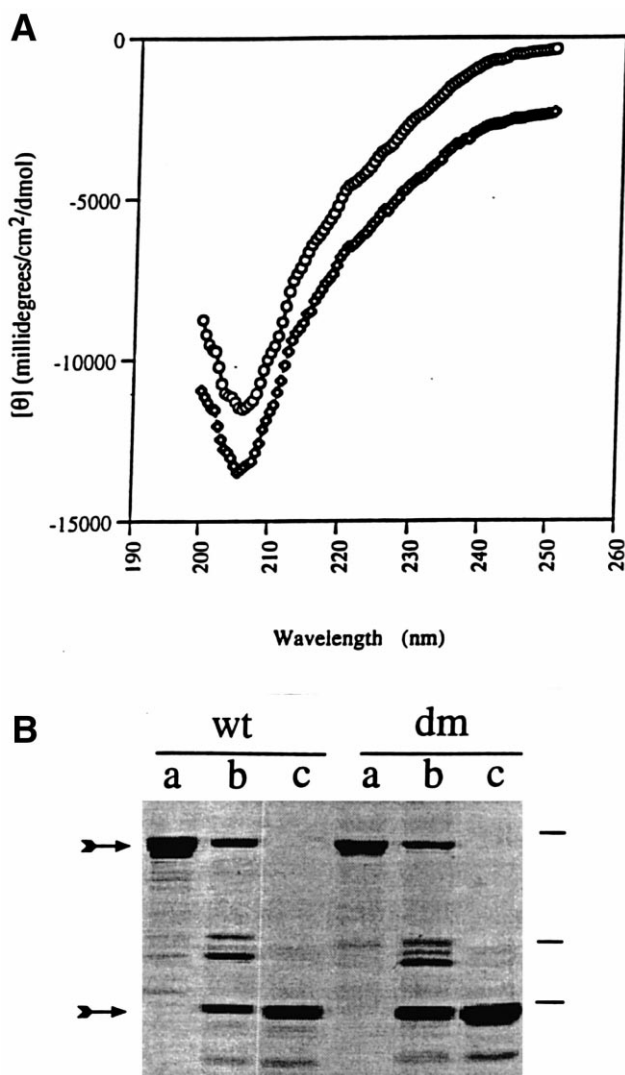 A
0
-5000
-10000
-15000
[θ] (millidegrees/cm2/dmol)
190
200
210
220
230
240
250
260
Wavelength (nm)
B
wt
dm
a
b
c
a
b
c